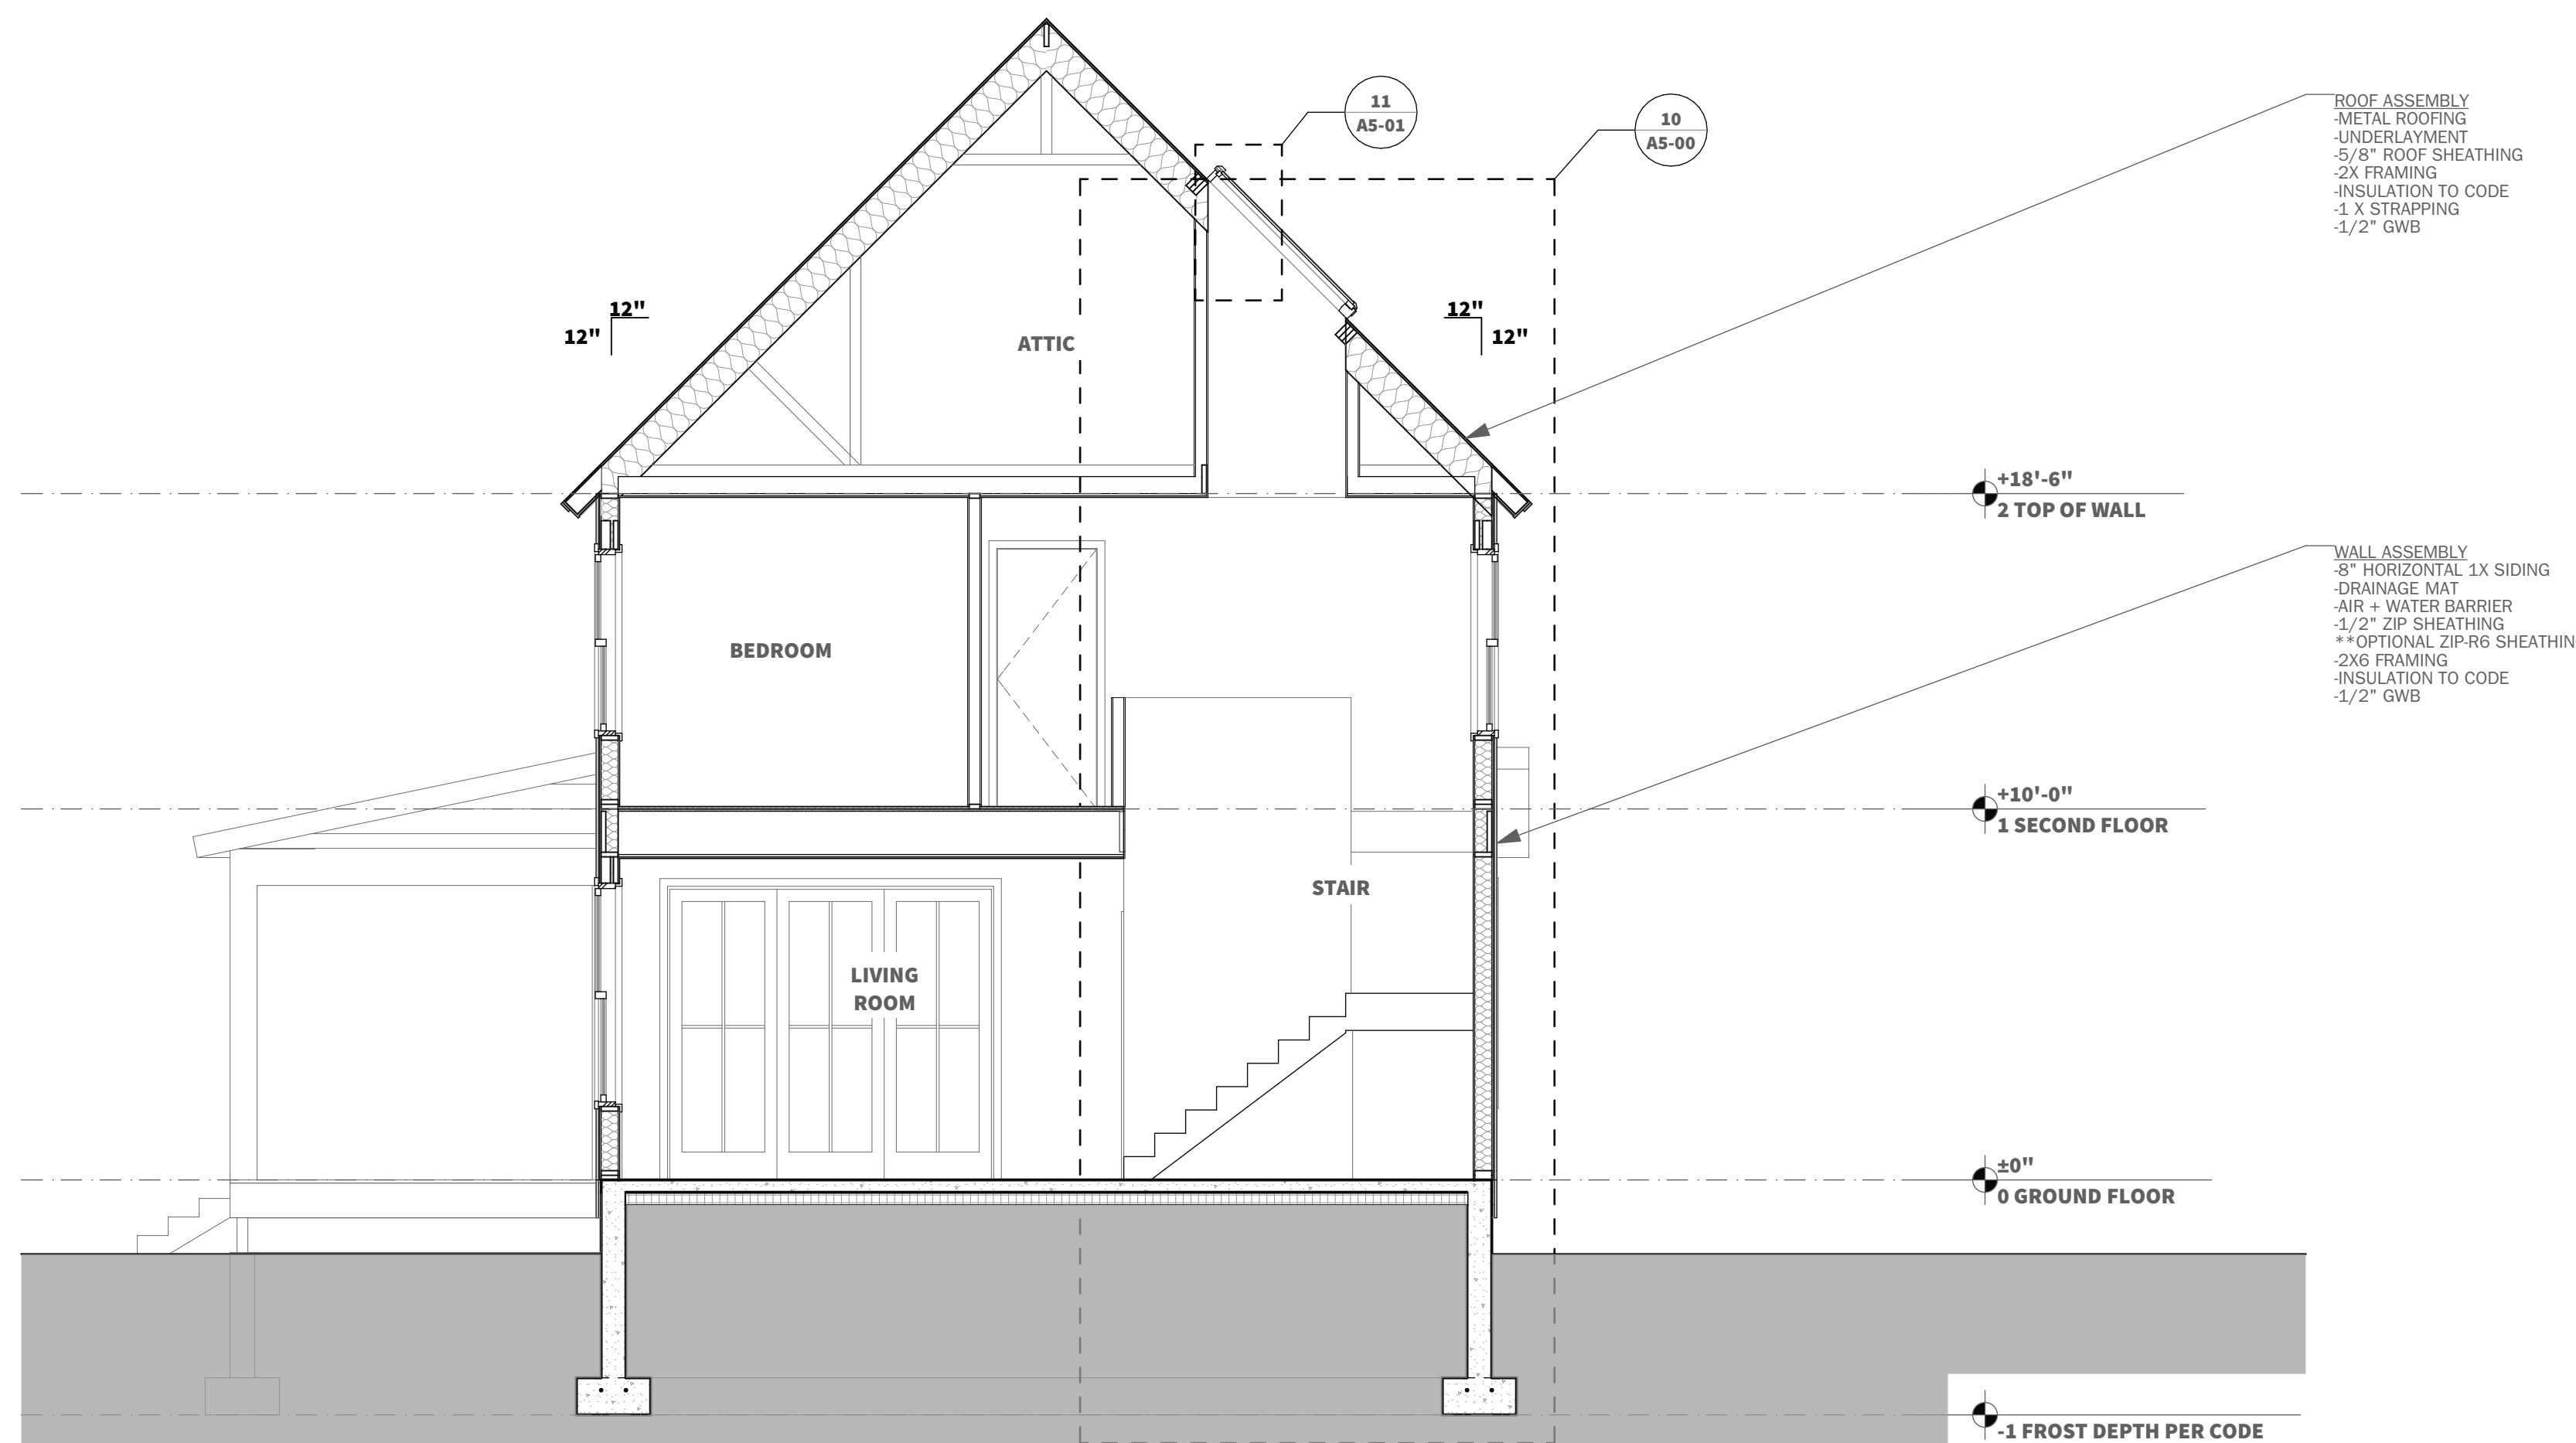 11
A5-01
10
A5-00
ROOF ASSEMBLY
-METAL ROOFING
-UNDERLAYMENT
-5/8" ROOF SHEATHING
-2X FRAMING
-INSULATION TO CODE
-1 X STRAPPING
-1/2" GWB
12"
12"
12"
12"
ATTIC
+18'-6"
2 TOP OF WALL
WALL ASSEMBLY
-8" HORIZONTAL 1X SIDING
-DRAINAGE MAT
-AIR + WATER BARRIER
-1/2" ZIP SHEATHING
**OPTIONAL ZIP-R6 SHEATHIN
-2X6 FRAMING
-INSULATION TO CODE
-1/2" GWB
BEDROOM
+10'-0"
1 SECOND FLOOR
STAIR
LIVING
ROOM
±0"
0 GROUND FLOOR
-1 FROST DEPTH PER CODE